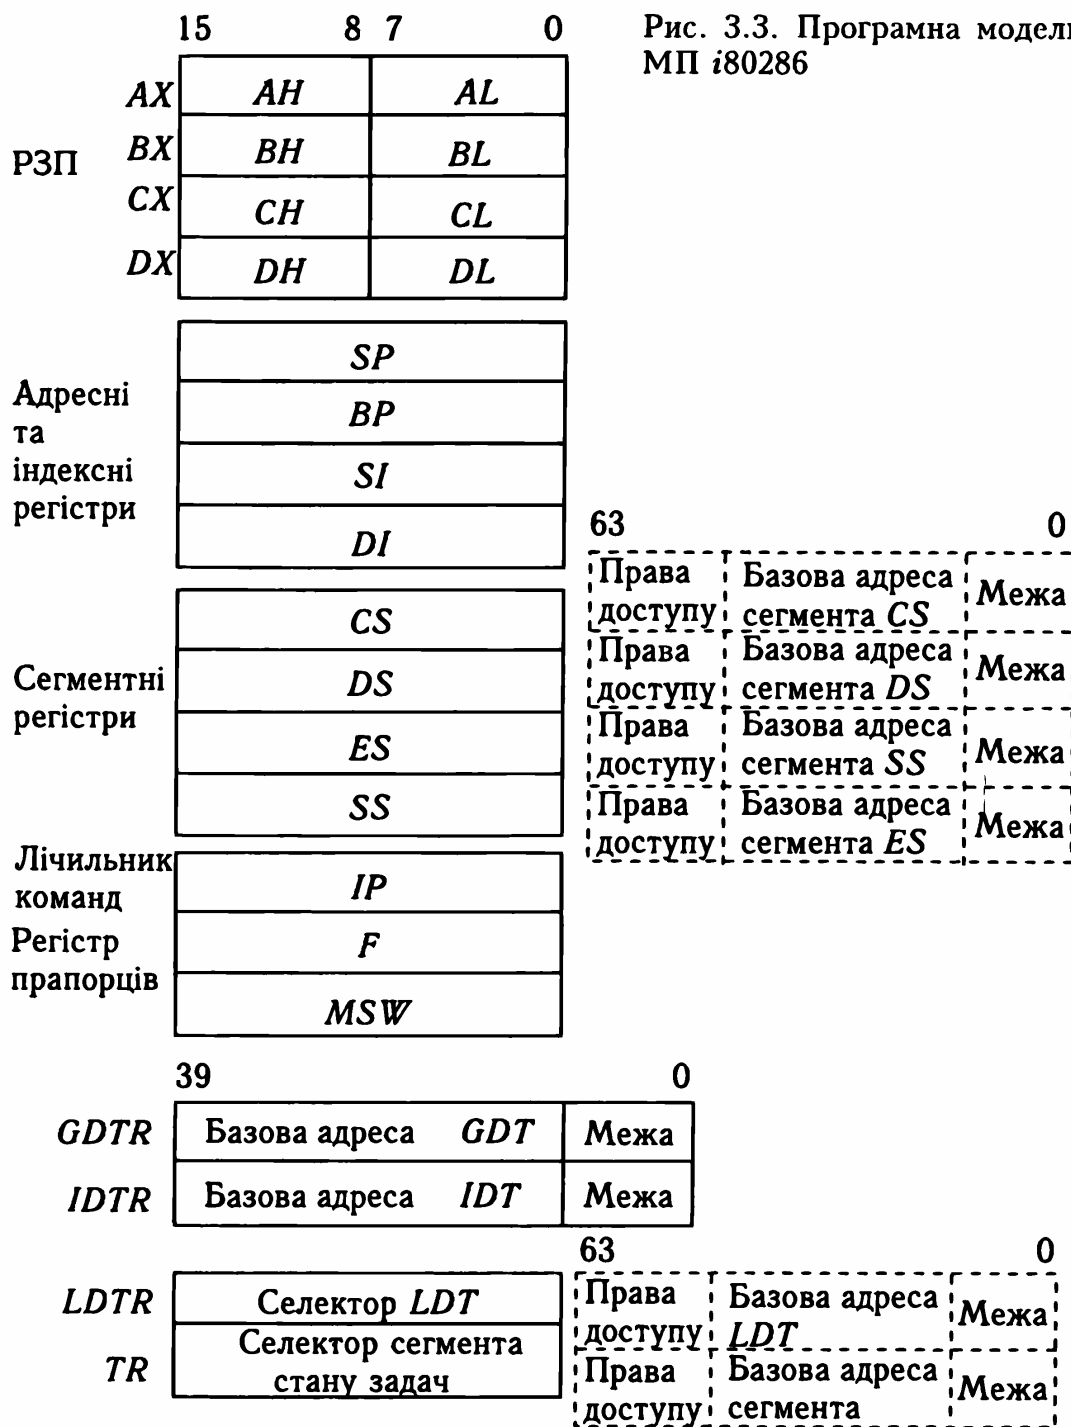 15 8 7 0
Рис. 3.3. Програмна модель
МП i80286
AX AH AL
РЗП BX BH BL
CX CH CL
DX DH DL
SP
Адресні
та
індексні
регістри
BP
SI
DI
63 0
Права доступу Базова адреса сегмента CS Межа
Права доступу Базова адреса сегмента DS Межа
Права доступу Базова адреса сегмента SS Межа
Права доступу Базова адреса сегмента ES Межа
Сегментні
регістри
CS
DS
ES
SS
Лічильник
команд
IP
Регістр
прапорців
F
MSW
39 0
GDTR Базова адреса GDT Межа
IDTR Базова адреса IDT Межа
63 0
LDTR Селектор LDT
Права доступу Базова адреса LDT Межа
TR Селектор сегмента
стану задач
Права доступу Базова адреса сегмента Межа